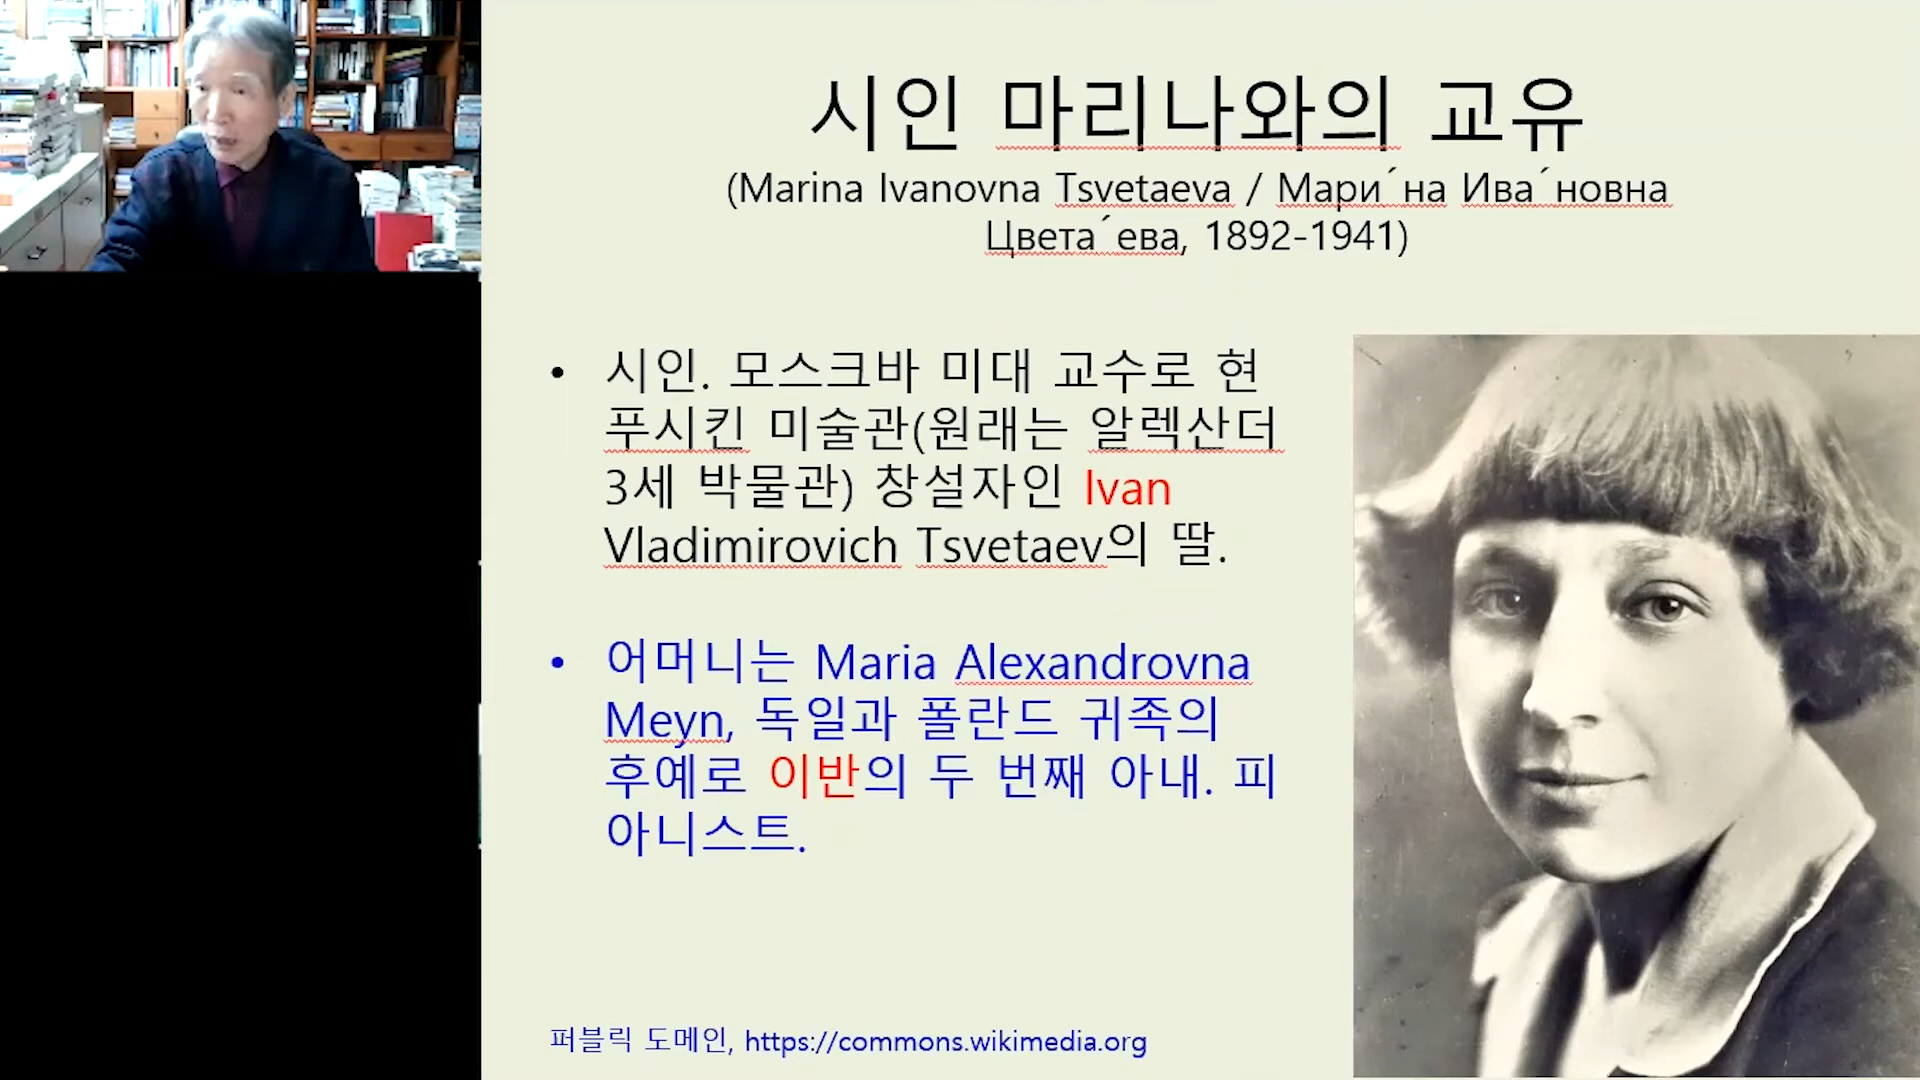 시인 마리나와의 교유
(Marina Ivanovna Tsvetaeva / Мари´на Ива´новна
Цвета´ева, 1892-1941)
• 시인. 모스크바 미대 교수로 현
푸시킨 미술관(원래는 알렉산더
3세 박물관) 창설자인 Ivan
Vladimirovich Tsvetaev의 딸.
• 어머니는 Maria Alexandrovna
Meyn, 독일과 폴란드 귀족의
후예로 이반의 두 번째 아내. 피
아니스트.
퍼블릭 도메인, https://commons.wikimedia.org